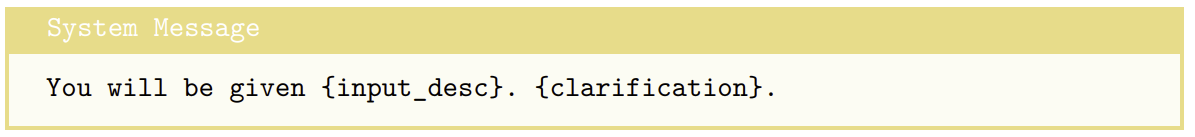 System Message
You will be given {input_desc}. {clarification}.